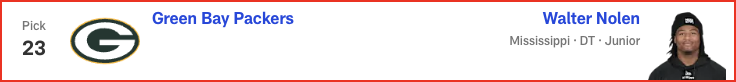 Pick
23
G
Green Bay Packers
Walter Nolen
Mississippi · DT · Junior